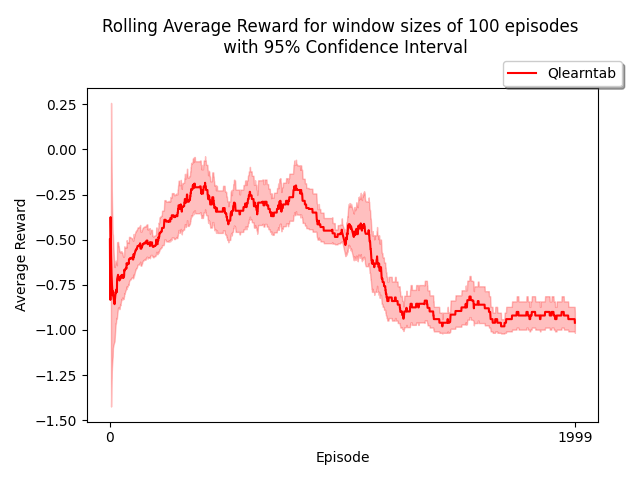 Rolling Average Reward for window sizes of 100 episodes
with 95% Confidence Interval
Qlearntab
0.25
0.00
−0.25
−0.50
−0.75
−1.00
−1.25
−1.50
Average Reward
0
1999
Episode